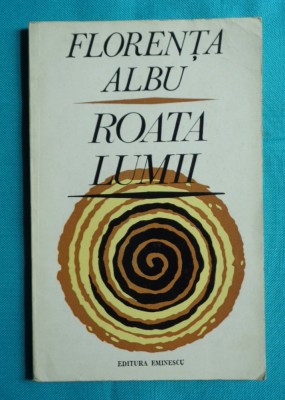 FLORENȚA
ALBU
ROATA
LUMII
EDITURA EMINESCU